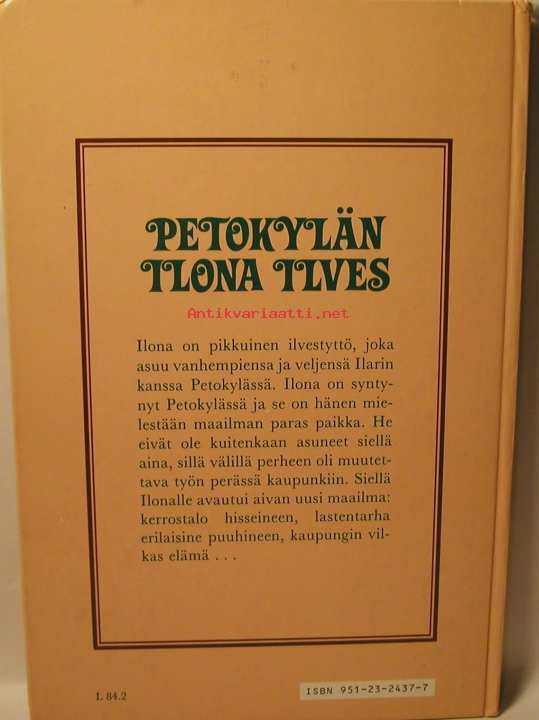 PETOKYLÄN
ILONA ILVES
Antikvariaatti.net
Ilona on pikkuinen ilvestyttö, joka
asuu vanhempiensa ja veljensä Ilarin
kanssa Petokylässä. Ilona on synty-
nyt Petokylässä ja se on hänen mie-
lestään maailman paras paikka. He
eivät ole kuitenkaan asuneet siellä
aina, sillä välillä perheen oli muutet-
tava työn perässä kaupunkiin. Siellä
Ilonalle avautui aivan uusi maailma:
kerrostalo hisseineen, lastentarha
erilaisine puuhineen, kaupungin vil-
kas elämä . . .
L 84.2
ISBN 951-23-2437-7